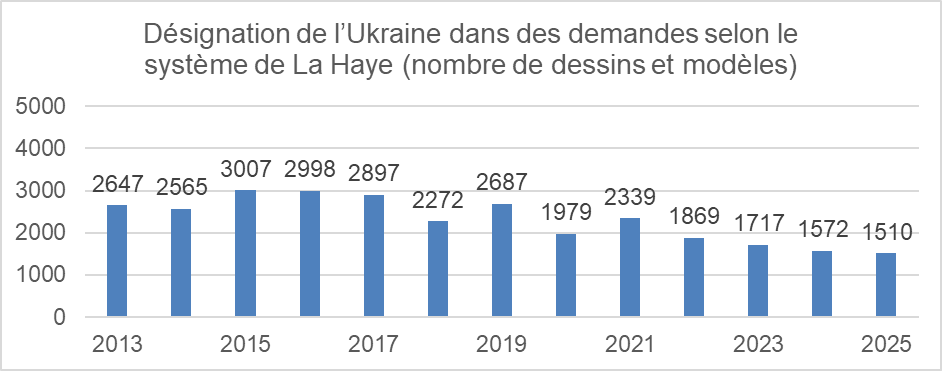 Désignation de l’Ukraine dans des demandes selon le
système de La Haye (nombre de dessins et modèles)
5000
4000
3000
2000
1000
0
2647 2565 3007 2998 2897 2272 2687 1979 2339 1869 1717 1572 1510
2013 2015 2017 2019 2021 2023 2025